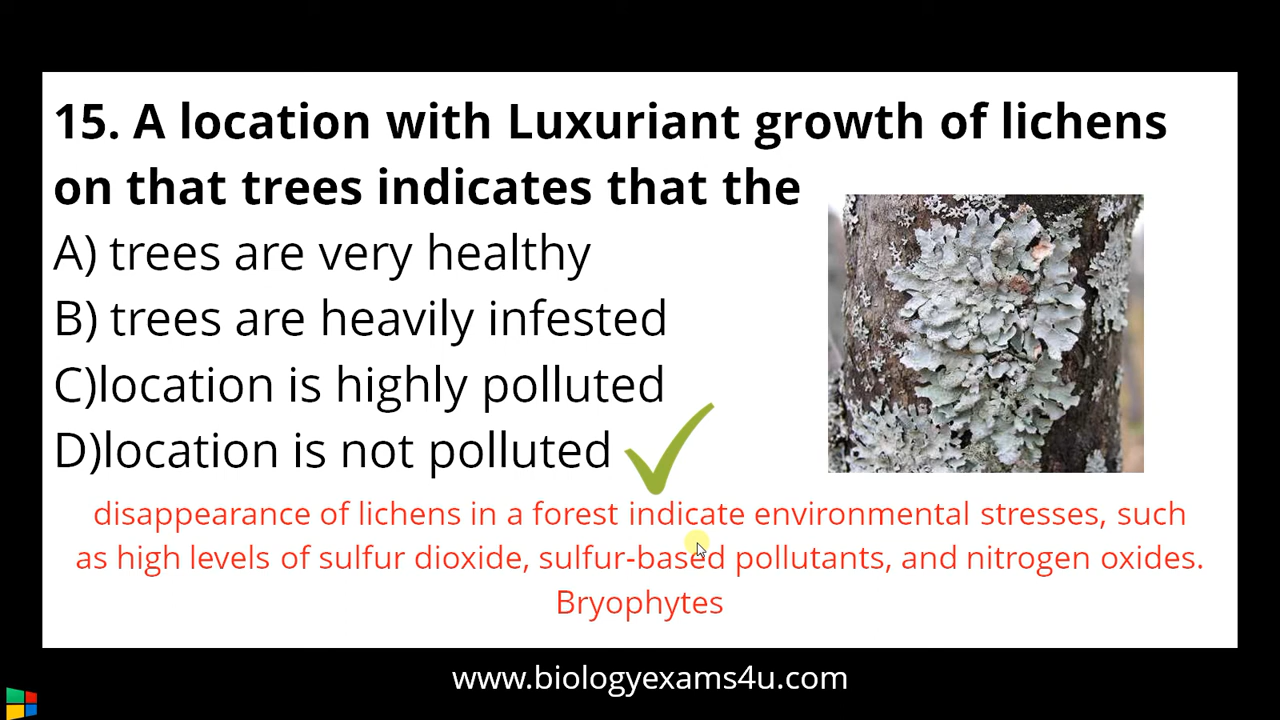 15. A location with Luxuriant growth of lichens
on that trees indicates that the
A) trees are very healthy
B) trees are heavily infested
C)location is highly polluted
D)location is not polluted
disappearance of lichens in a forest indicate environmental stresses, such
as high levels of sulfur dioxide, sulfur-based pollutants, and nitrogen oxides.
Bryophytes
www.biologyexams4u.com